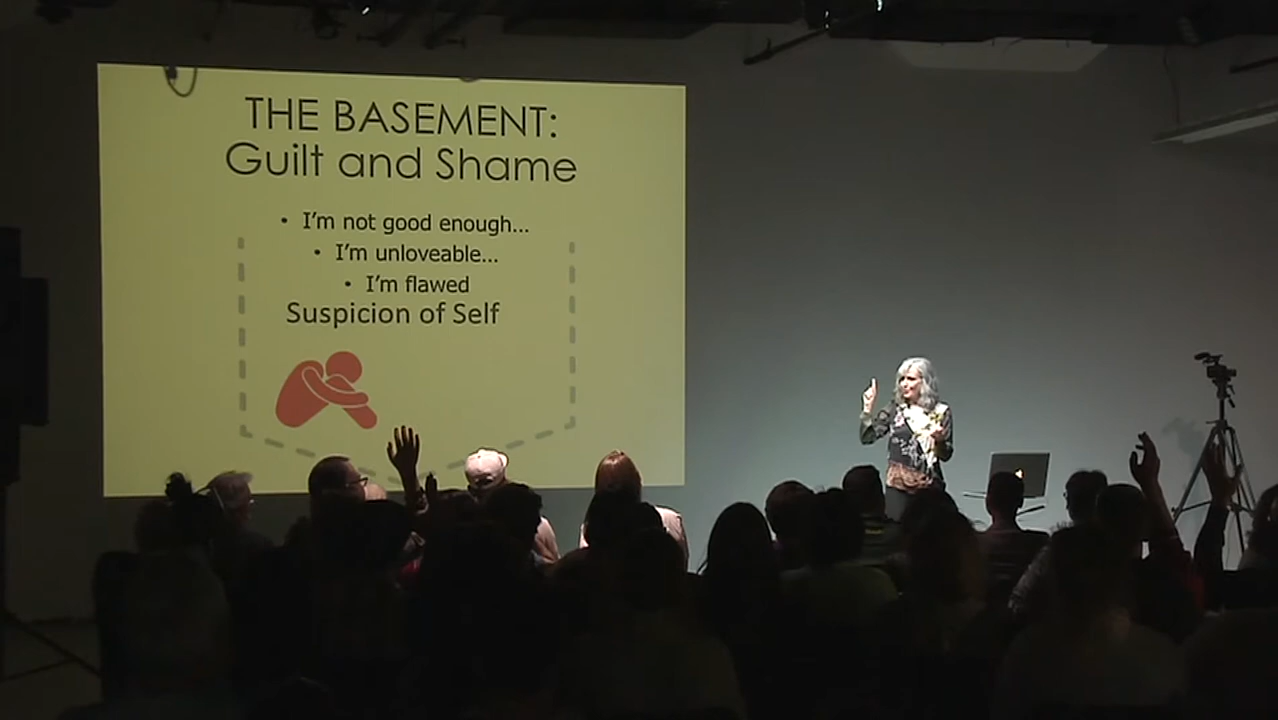 THE BASEMENT:
Guilt and Shame
• I'm not good enough...
• I'm unloveable...
• I'm flawed
Suspicion of Self